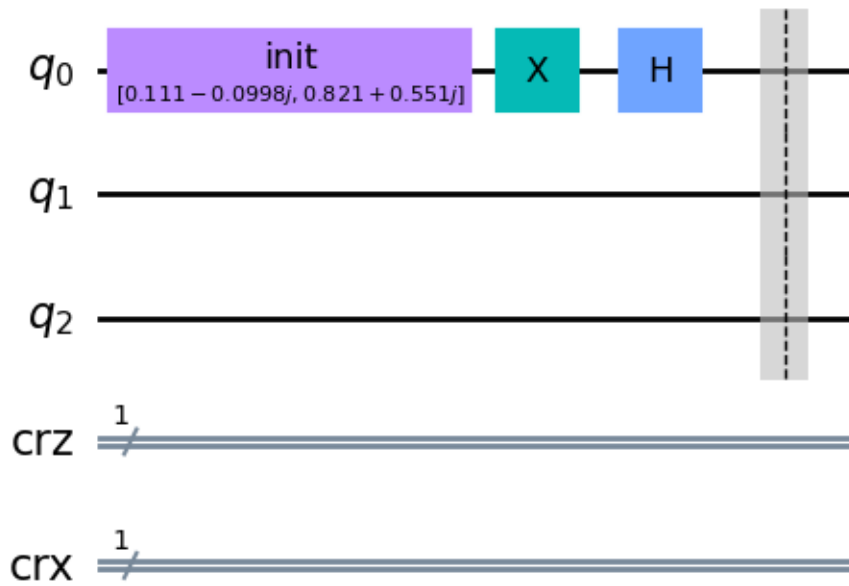 q₀ init X H
[0.111 − 0.0998j, 0.821 + 0.551j]
q₁
q₂
1
crz
1
crx